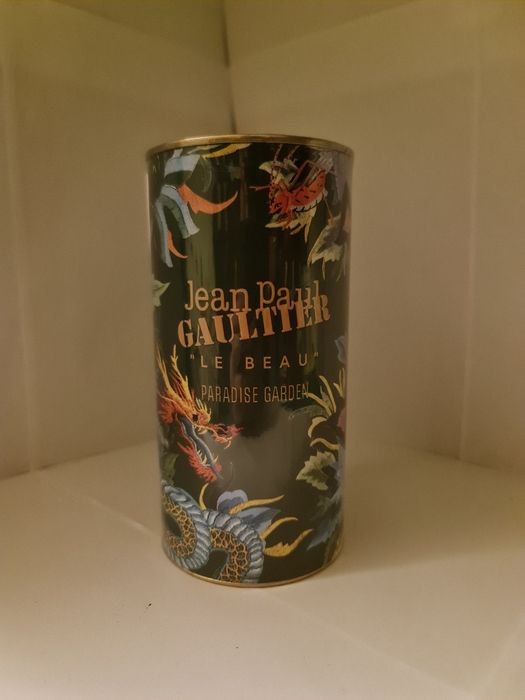 Jean Paul
GAULTIER
"LE BEAU"
PARADISE GARDEN